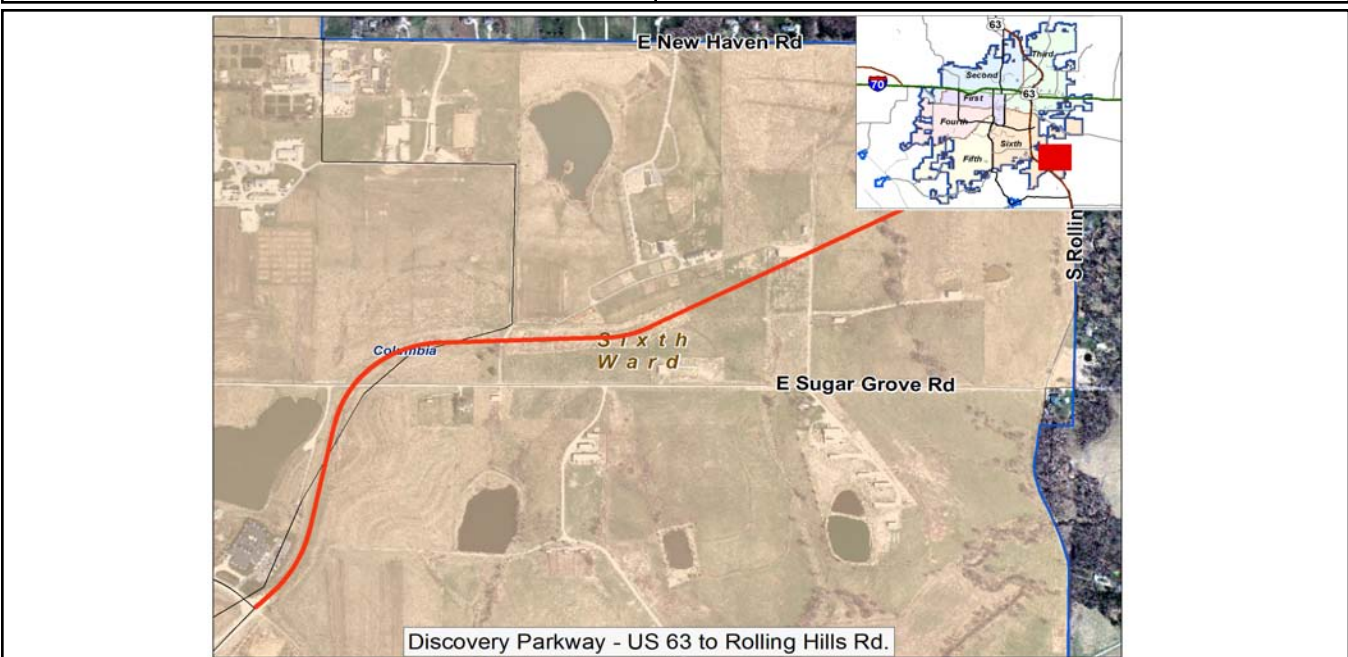 E New Haven Rd
63
Third
Second
70
63
First
Fourth
Sixth
Fifth
S Rollin
Columbia
Sixth
Ward
E Sugar Grove Rd
Discovery Parkway - US 63 to Rolling Hills Rd.